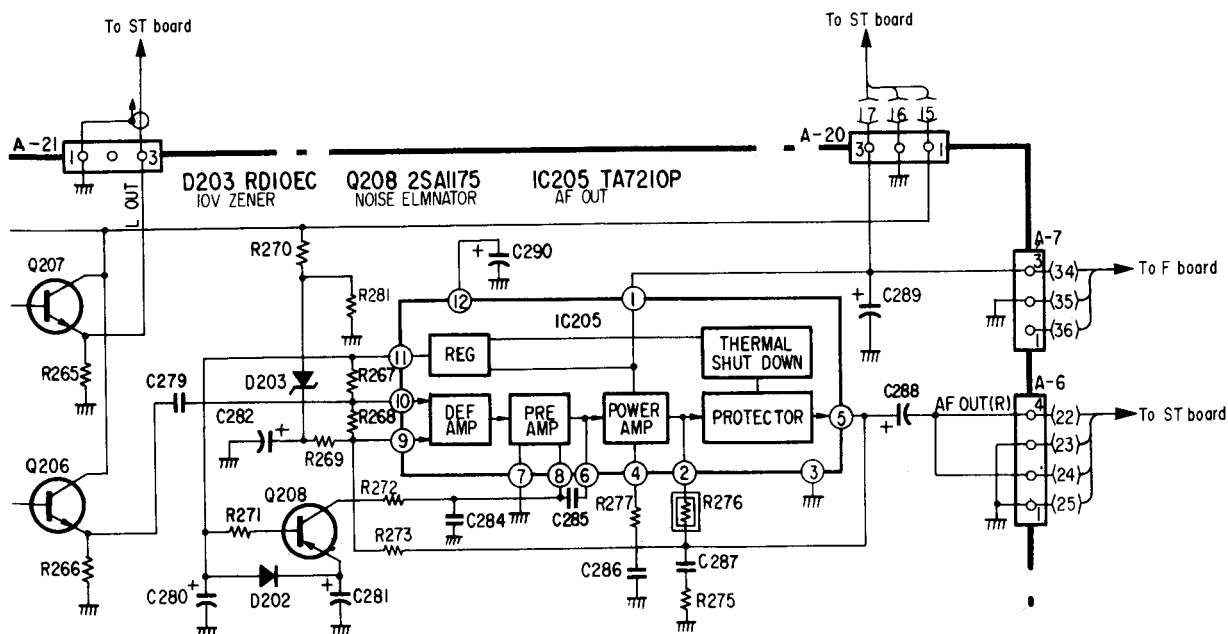 To ST board
To ST board
17 16 15
A-21
1 3
A-20
3 1
D203 RD10EC
10V ZENER
Q208 2SA1175
NOISE ELMNATOR
IC205 TA7210P
AF OUT
L OUT
R270
C290
A-7
3
Q207
(34)
To F board
R281
12
1
C289
(35)
IC205
(36)
1
11
REG
THERMAL
SHUT DOWN
R265
R267
C279
D203
A-6
C288
10
DEF
AMP
PRE
AMP
POWER
AMP
PROTECTOR
5
AF OUT(R)
4
(22)
To ST board
C282
R268
9
(23)
R269
(24)
Q206
7
8
6
4
2
3
(25)
1
Q208
R272
C285
R277
R276
R271
C284
R273
R266
C286
C287
C280
D202
C281
R275